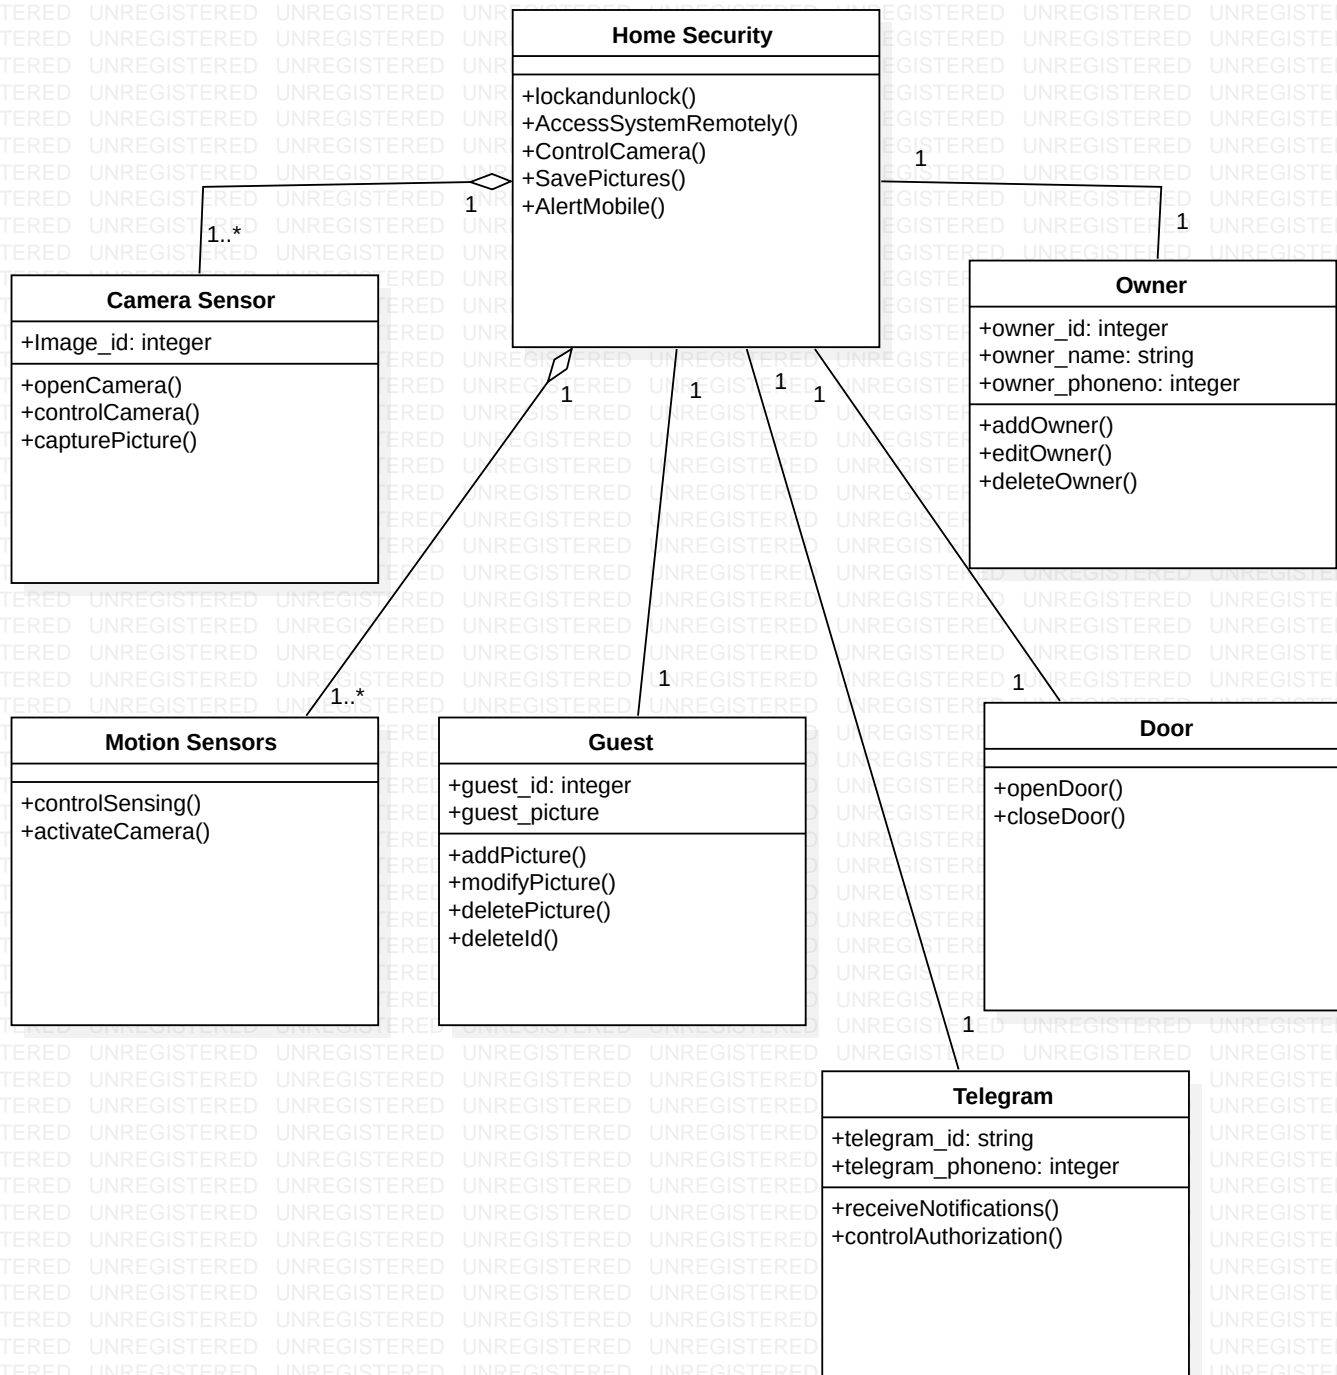 Home Security
+lockandunlock()
+AccessSystemRemotely()
+ControlCamera()
+SavePictures()
+AlertMobile()
1
1..*
1
1
Camera Sensor
+Image_id: integer
+openCamera()
+controlCamera()
+capturePicture()
Owner
+owner_id: integer
+owner_name: string
+owner_phoneno: integer
+addOwner()
+editOwner()
+deleteOwner()
1
1
1
1
1..*
1
1
1
Motion Sensors
+controlSensing()
+activateCamera()
Guest
+guest_id: integer
+guest_picture
+addPicture()
+modifyPicture()
+deletePicture()
+deleteId()
Door
+openDoor()
+closeDoor()
Telegram
+telegram_id: string
+telegram_phoneno: integer
+receiveNotifications()
+controlAuthorization()
UNREGISTERED